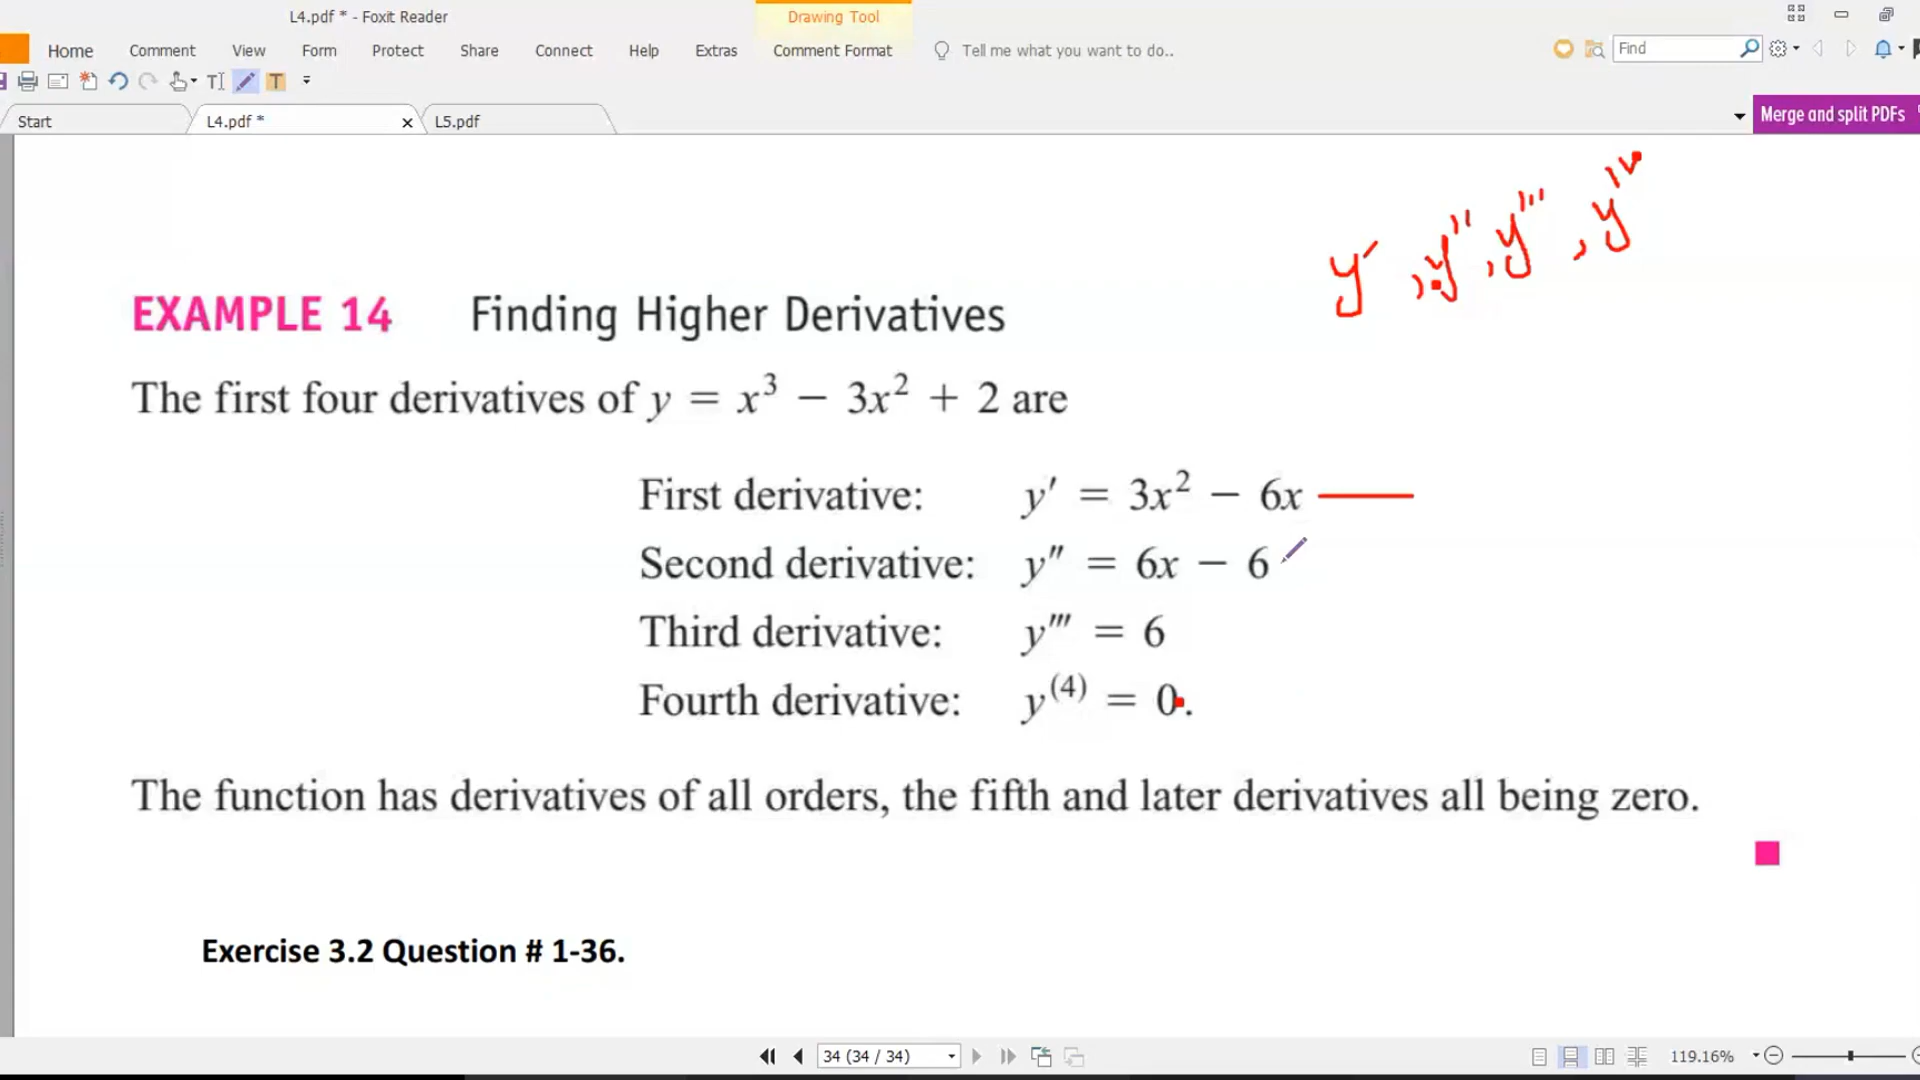 L4.pdf * - Foxit Reader
Drawing Tool
Home Comment View Form Protect Share Connect Help Extras Comment Format Tell me what you want to do.. Find
Start L4.pdf * L5.pdf Merge and split PDFs
y′ , y″ , y‴ , y^iv
EXAMPLE 14 Finding Higher Derivatives
The first four derivatives of y = x³ − 3x² + 2 are
First derivative: y′ = 3x² − 6x
Second derivative: y″ = 6x − 6
Third derivative: y‴ = 6
Fourth derivative: y⁽⁴⁾ = 0.
The function has derivatives of all orders, the fifth and later derivatives all being zero.
Exercise 3.2 Question # 1-36.
34 (34 / 34) 119.16%